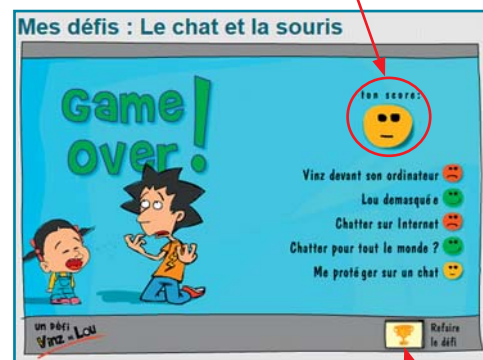 Mes défis : Le chat et la souris
Game
Over !
ton score:
Vinz devant son ordinateur
Lou demasquée
Chatter sur Internet
Chatter pour tout le monde ?
Me protéger sur un chat
un Défi
Vinz et Lou
Refaire
le défi